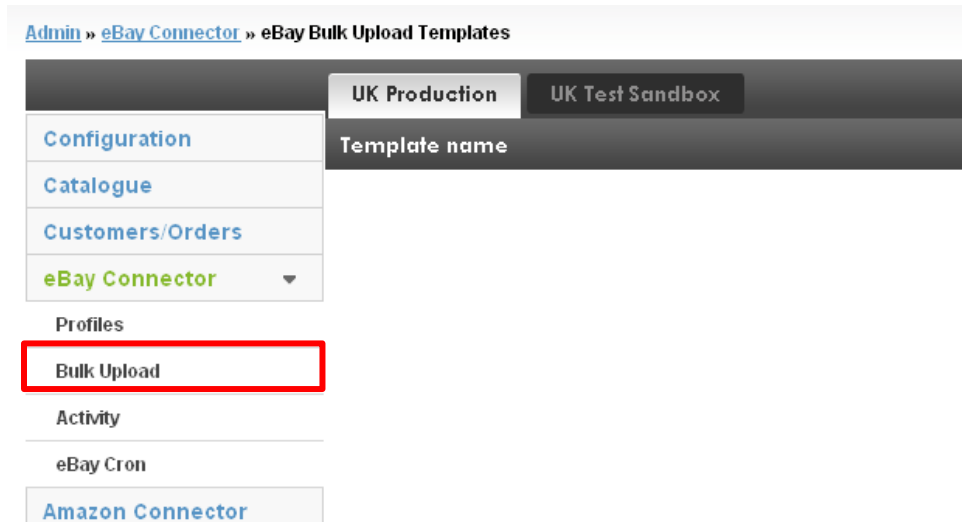 Admin » eBay Connector » eBay Bulk Upload Templates
UK Production UK Test Sandbox
Template name
Configuration
Catalogue
Customers/Orders
eBay Connector
Profiles
Bulk Upload
Activity
eBay Cron
Amazon Connector